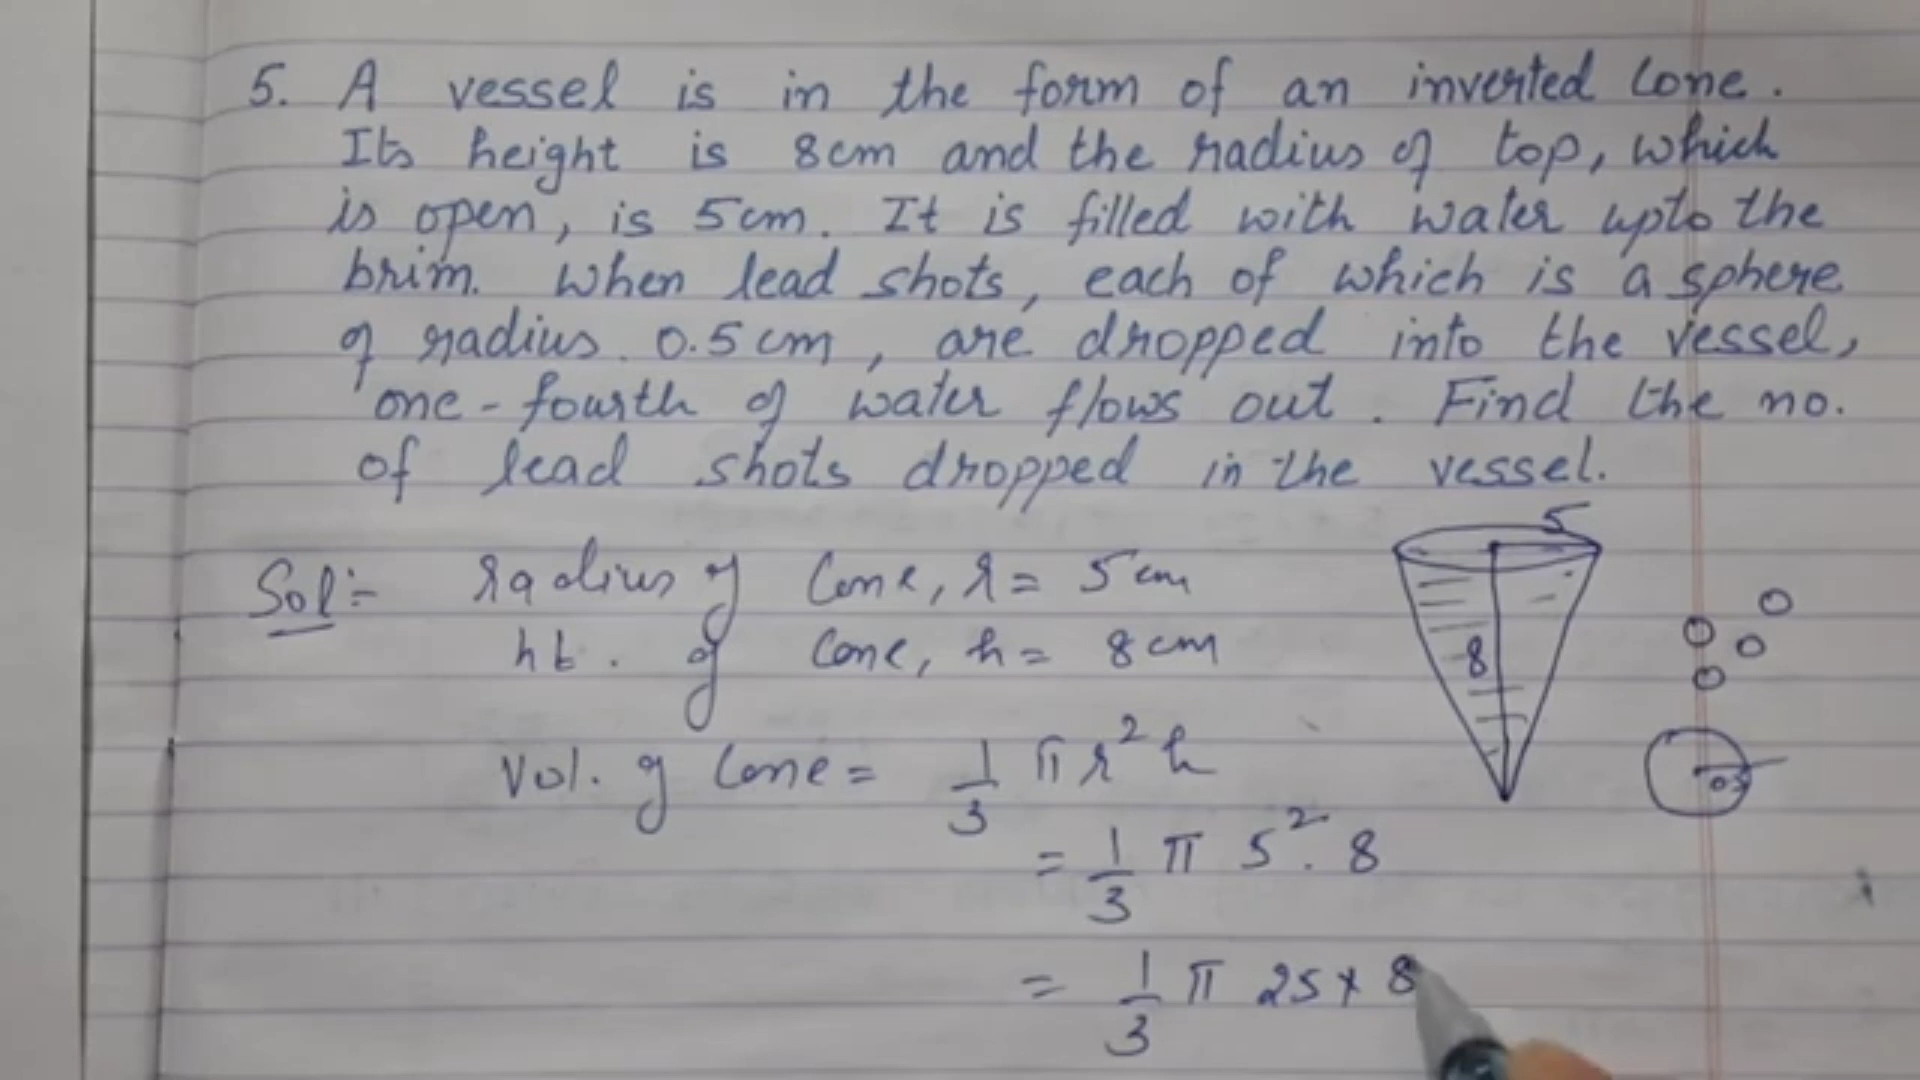 5. A vessel is in the form of an inverted Cone.
Its height is 8cm and the radius of top, which
is open, is 5cm. It is filled with water upto the
brim. When lead shots, each of which is a sphere
of radius 0.5cm, are dropped into the vessel,
one-fourth of water flows out. Find the no.
of lead shots dropped in the vessel.
5
Sol:- radius of Cone, r = 5cm
ht. of Cone, h = 8cm
8
Vol. of Cone = 1/3 π r² h
0.5
= 1/3 π 5². 8
= 1/3 π 25 × 8